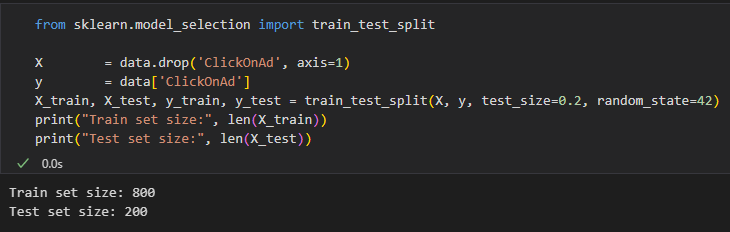 from sklearn.model_selection import train_test_split
X        = data.drop('ClickOnAd', axis=1)
y        = data['ClickOnAd']
X_train, X_test, y_train, y_test = train_test_split(X, y, test_size=0.2, random_state=42)
print("Train set size:", len(X_train))
print("Test set size:", len(X_test))
0.0s
Train set size: 800
Test set size: 200